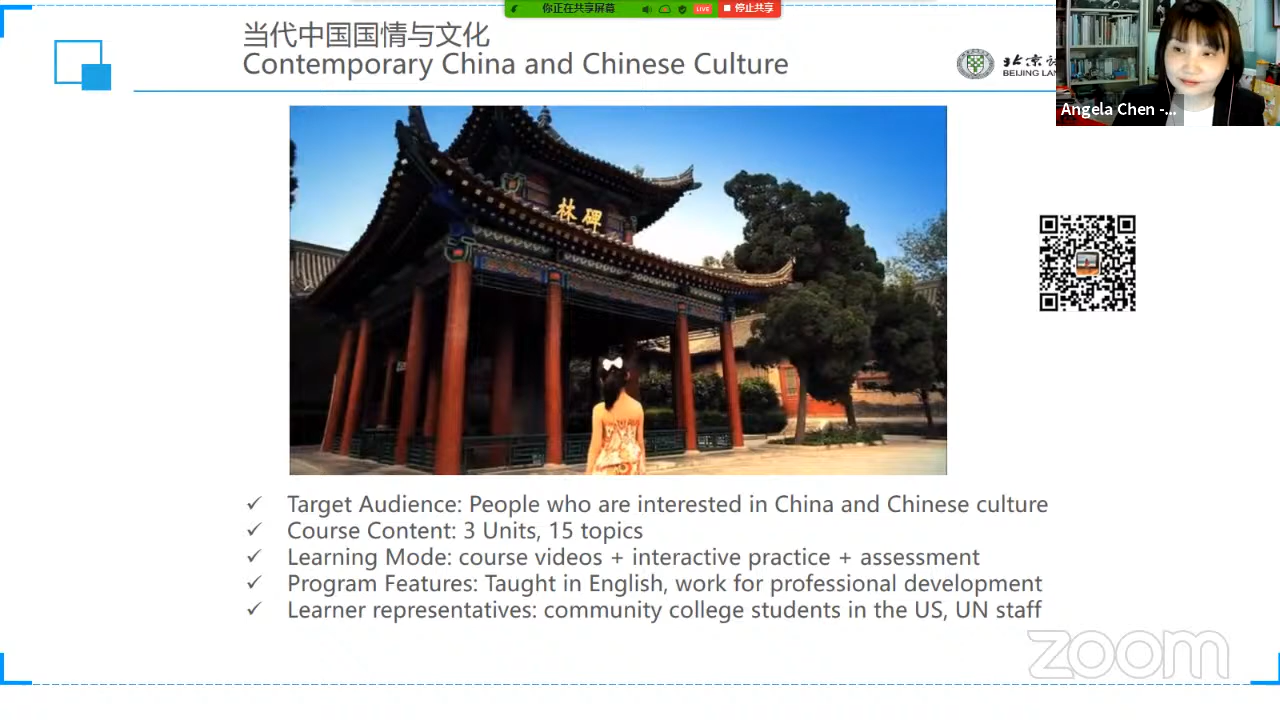 你正在共享屏幕
LIVE
停止共享
当代中国国情与文化
Contemporary China and Chinese Culture
北京
BEIJING LAN
Angela Chen -...
林碑
✓ Target Audience: People who are interested in China and Chinese culture
✓ Course Content: 3 Units, 15 topics
✓ Learning Mode: course videos + interactive practice + assessment
✓ Program Features: Taught in English, work for professional development
✓ Learner representatives: community college students in the US, UN staff
zoom